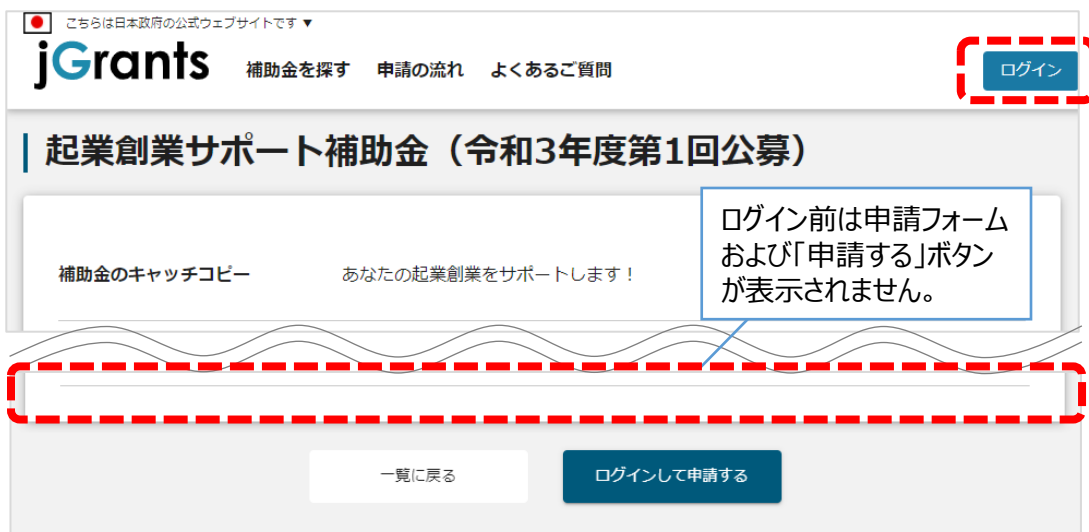 こちらは日本政府の公式ウェブサイトです ▼
jGrants 補助金を探す 申請の流れ よくあるご質問 ログイン
起業創業サポート補助金（令和3年度第1回公募）
ログイン前は申請フォーム
および「申請する」ボタン
が表示されません。
補助金のキャッチコピー あなたの起業創業をサポートします！
一覧に戻る ログインして申請する